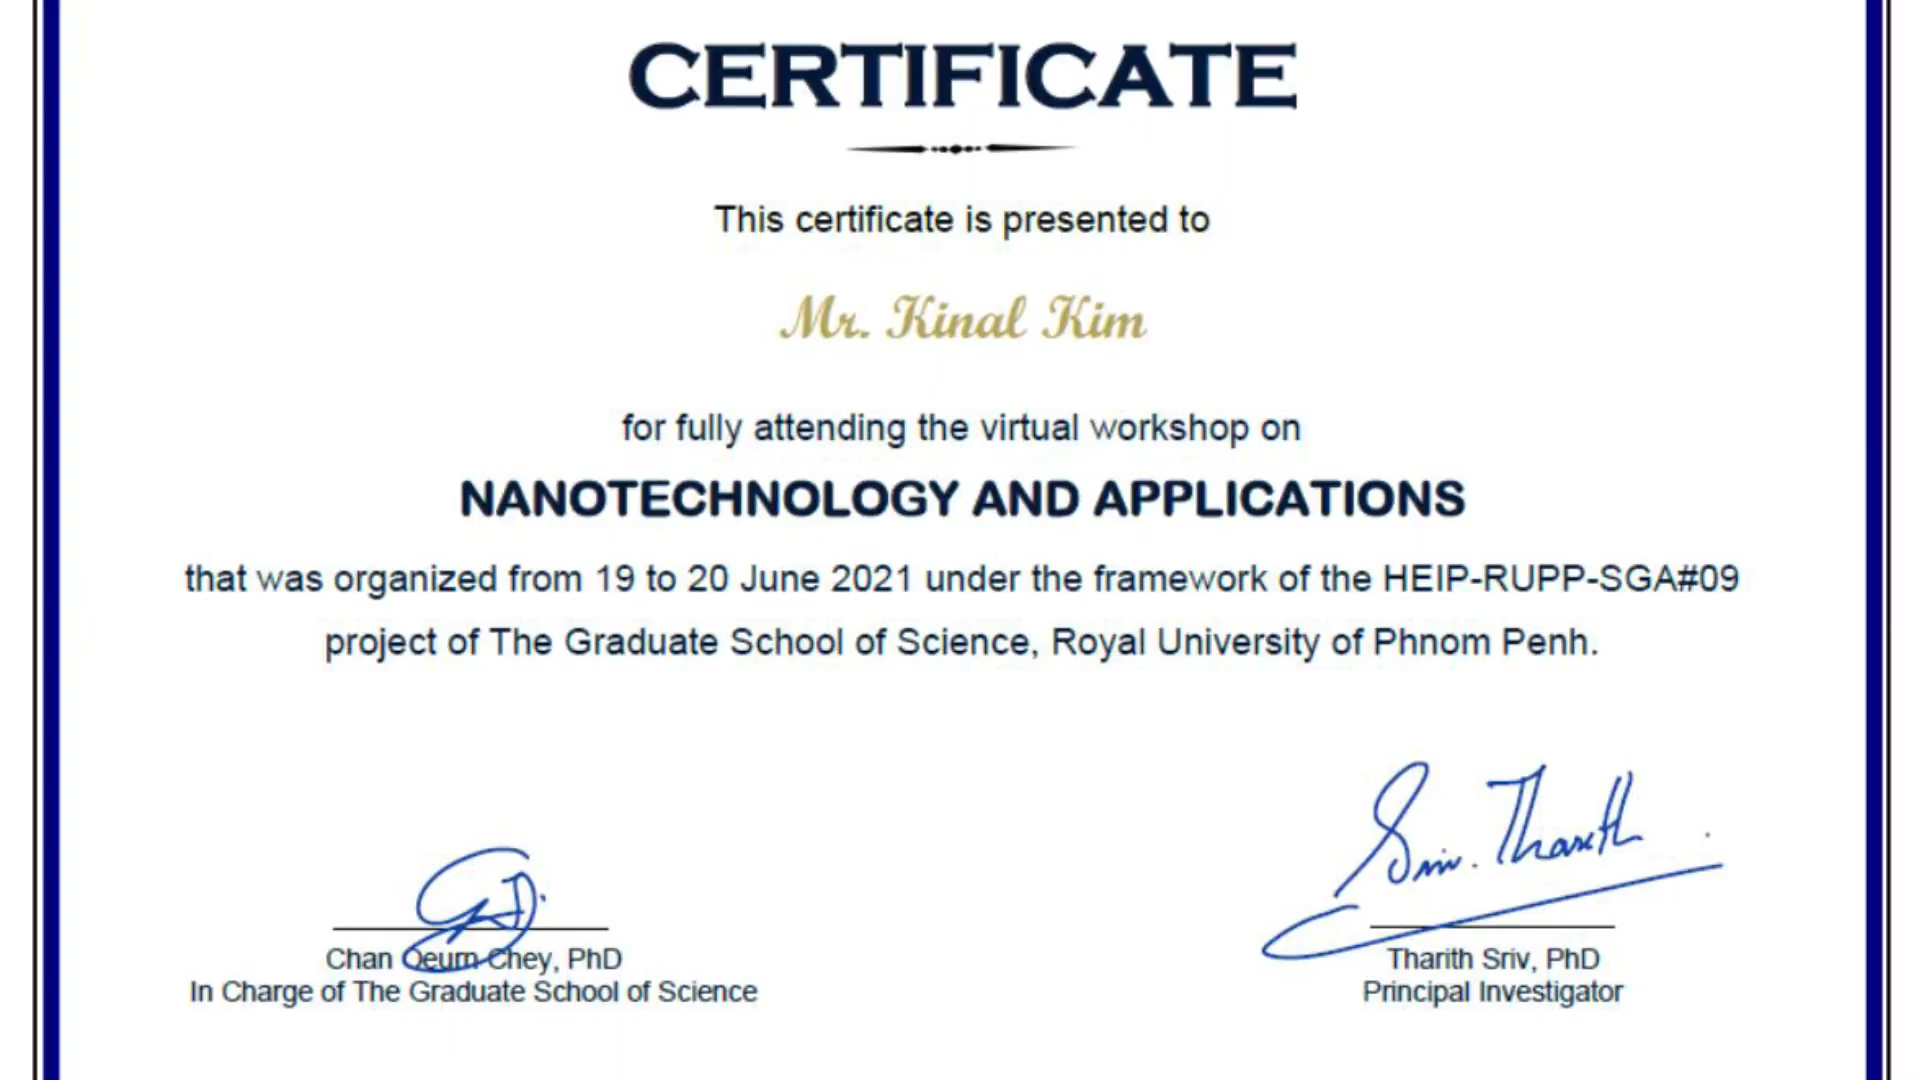 CERTIFICATE
This certificate is presented to
Mr. Kinal Kim
for fully attending the virtual workshop on
NANOTECHNOLOGY AND APPLICATIONS
that was organized from 19 to 20 June 2021 under the framework of the HEIP-RUPP-SGA#09
project of The Graduate School of Science, Royal University of Phnom Penh.
Sriv. Tharith
Chan Oeurn Chey, PhD
In Charge of The Graduate School of Science
Tharith Sriv, PhD
Principal Investigator